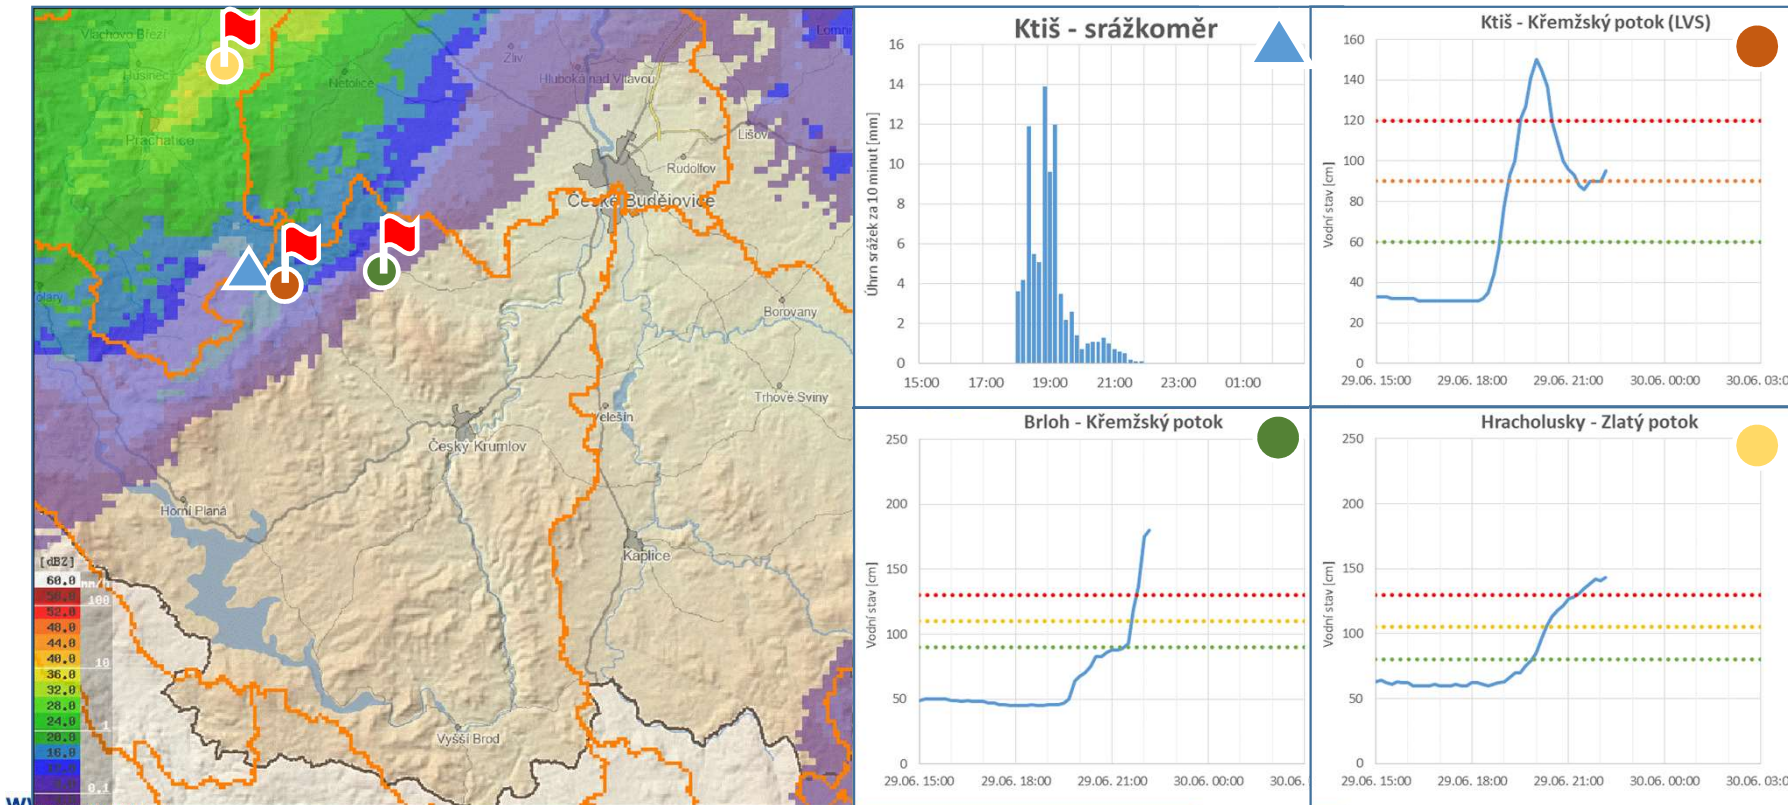 Vlachovo Březí
Husinec
Prachatice
Netolice
Zliv
Hluboká nad Vltavou
Lišov
Rudolfov
České Budějovice
Borovany
Trhové Sviny
Velešín
Český Krumlov
Horní Planá
Kaplice
Vyšší Brod
[dBZ]
60.0
mm/h
56.0
100
52.0
48.0
44.0
40.0
10
36.0
32.0
28.0
24.0
1
20.0
16.0
0.1
Ktiš - srážkoměr
Úhrn srážek za 10 minut [mm]
16
14
12
10
8
6
4
2
0
15:00 17:00 19:00 21:00 23:00 01:00
Ktiš - Křemžský potok (LVS)
Vodní stav [cm]
160
140
120
100
80
60
40
20
0
29.06. 15:00 29.06. 18:00 29.06. 21:00 30.06. 00:00 30.06. 03:0
Brloh - Křemžský potok
Vodní stav [cm]
250
200
150
100
50
0
29.06. 15:00 29.06. 18:00 29.06. 21:00 30.06. 00:00 30.06.
Hracholusky - Zlatý potok
Vodní stav [cm]
250
200
150
100
50
0
29.06. 15:00 29.06. 18:00 29.06. 21:00 30.06. 00:00 30.06. 03:0